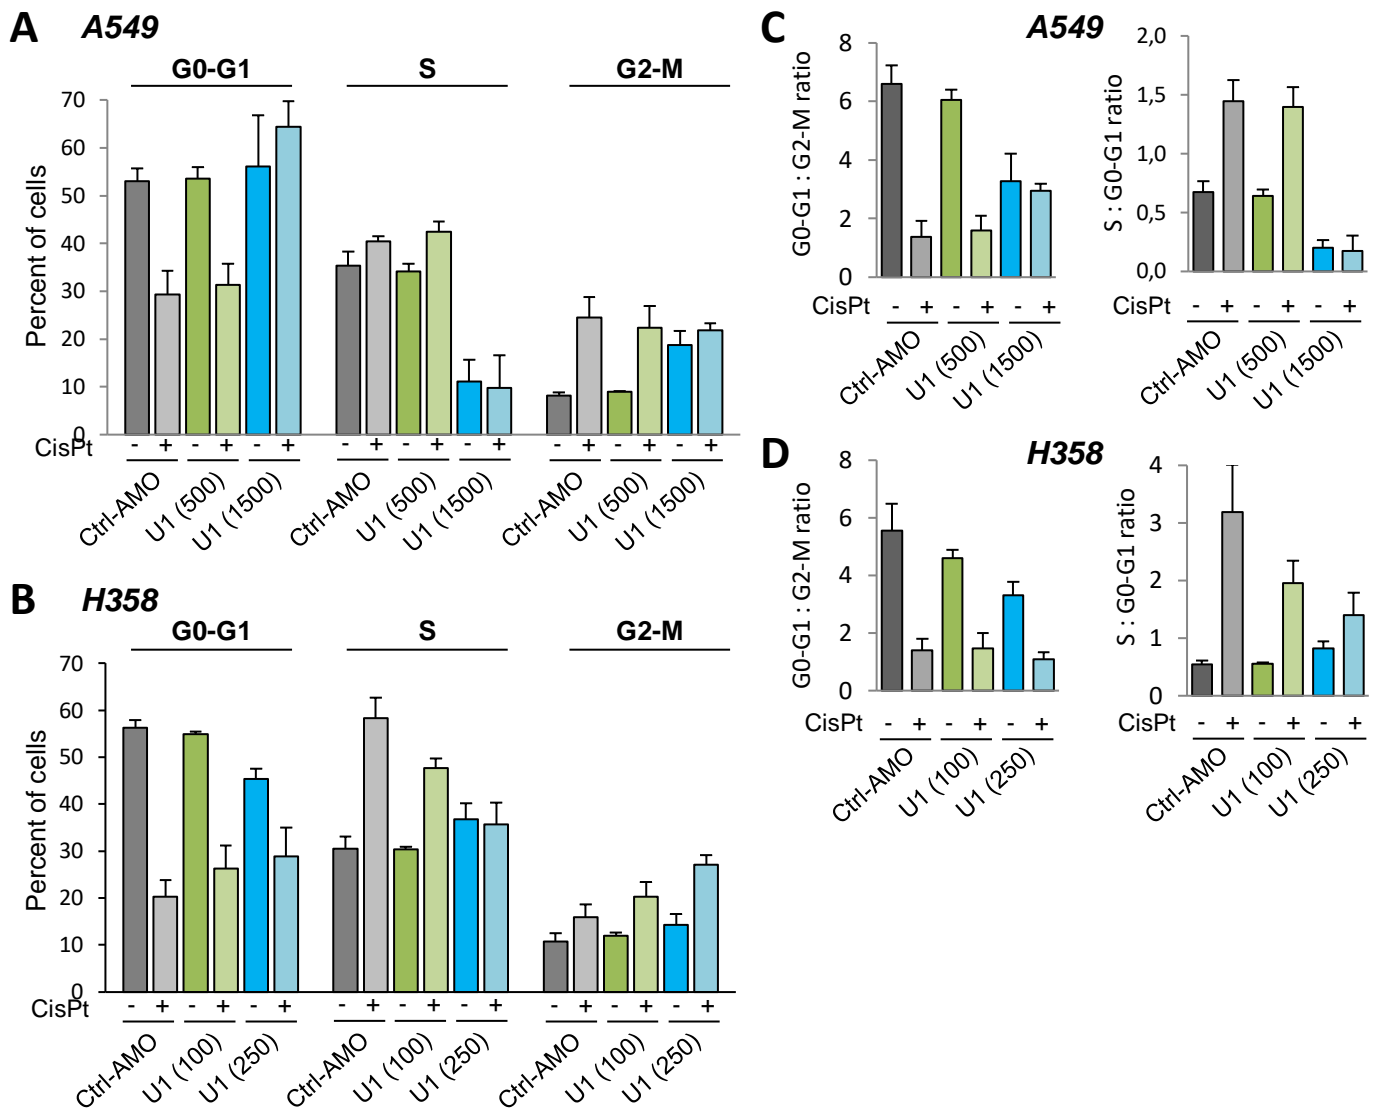 A A549
G0-G1 S G2-M
Percent of cells
70
60
50
40
30
20
10
0
CisPt - + - + - + - + - + - + - + - + - +
Ctrl-AMO U1 (500) U1 (1500) Ctrl-AMO U1 (500) U1 (1500) Ctrl-AMO U1 (500) U1 (1500)
B H358
G0-G1 S G2-M
Percent of cells
70
60
50
40
30
20
10
0
CisPt - + - + - + - + - + - + - + - + - +
Ctrl-AMO U1 (100) U1 (250) Ctrl-AMO U1 (100) U1 (250) Ctrl-AMO U1 (100) U1 (250)
C A549
G0-G1 : G2-M ratio
8
6
4
2
0
CisPt - + - + - +
Ctrl-AMO U1 (500) U1 (1500)
S : G0-G1 ratio
2,0
1,5
1,0
0,5
0,0
CisPt - + - + - +
Ctrl-AMO U1 (500) U1 (1500)
D H358
G0-G1 : G2-M ratio
8
6
4
2
0
CisPt - + - + - +
Ctrl-AMO U1 (100) U1 (250)
S : G0-G1 ratio
4
3
2
1
0
CisPt - + - + - +
Ctrl-AMO U1 (100) U1 (250)